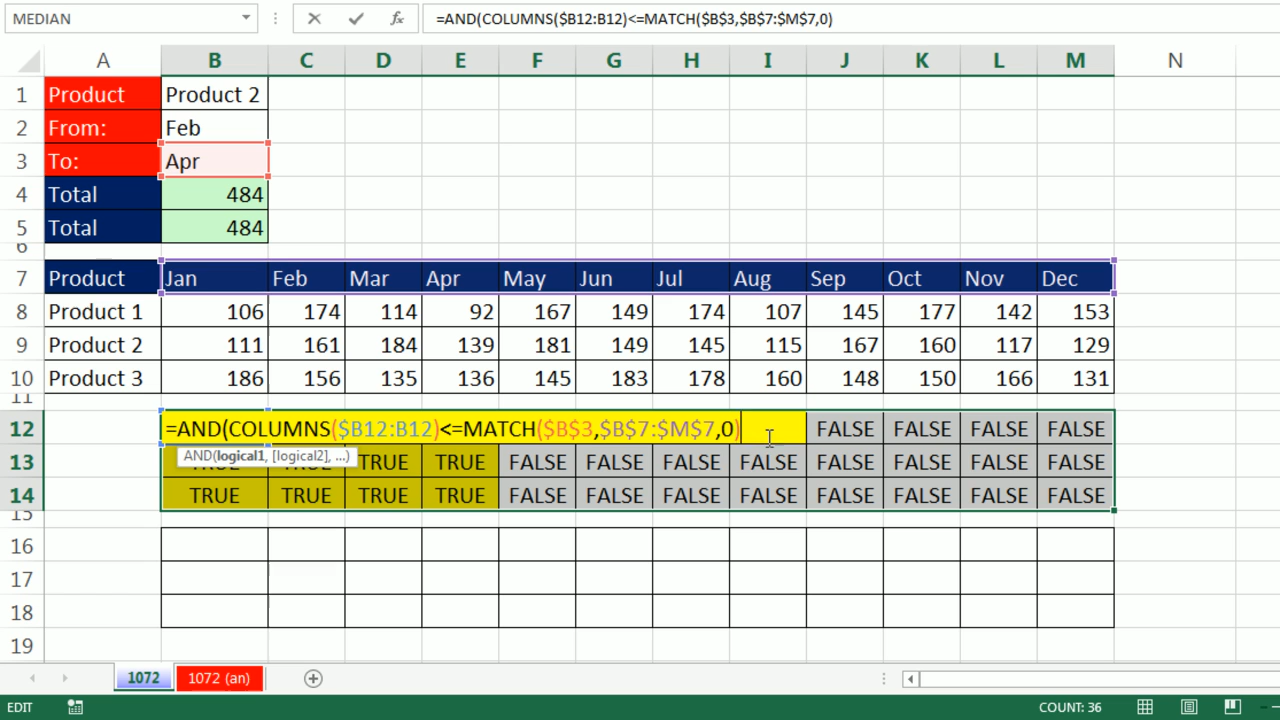 MEDIAN
fx
=AND(COLUMNS($B12:B12)<=MATCH($B$3,$B$7:$M$7,0)
A B C D E F G H I J K L M N
1 Product Product 2
2 From: Feb
3 To: Apr
4 Total 484
5 Total 484
6
7 Product Jan Feb Mar Apr May Jun Jul Aug Sep Oct Nov Dec
8 Product 1 106 174 114 92 167 149 174 107 145 177 142 153
9 Product 2 111 161 184 139 181 149 145 115 167 160 117 129
10 Product 3 186 156 135 136 145 183 178 160 148 150 166 131
11
12 =AND(COLUMNS($B12:B12)<=MATCH($B$3,$B$7:$M$7,0) FALSE FALSE FALSE FALSE
AND(logical1, [logical2], ...)
13 TRUE TRUE FALSE FALSE FALSE FALSE FALSE FALSE FALSE FALSE
14 TRUE TRUE TRUE TRUE FALSE FALSE FALSE FALSE FALSE FALSE FALSE FALSE
15
16
17
18
19
1072 1072 (an)
EDIT COUNT: 36